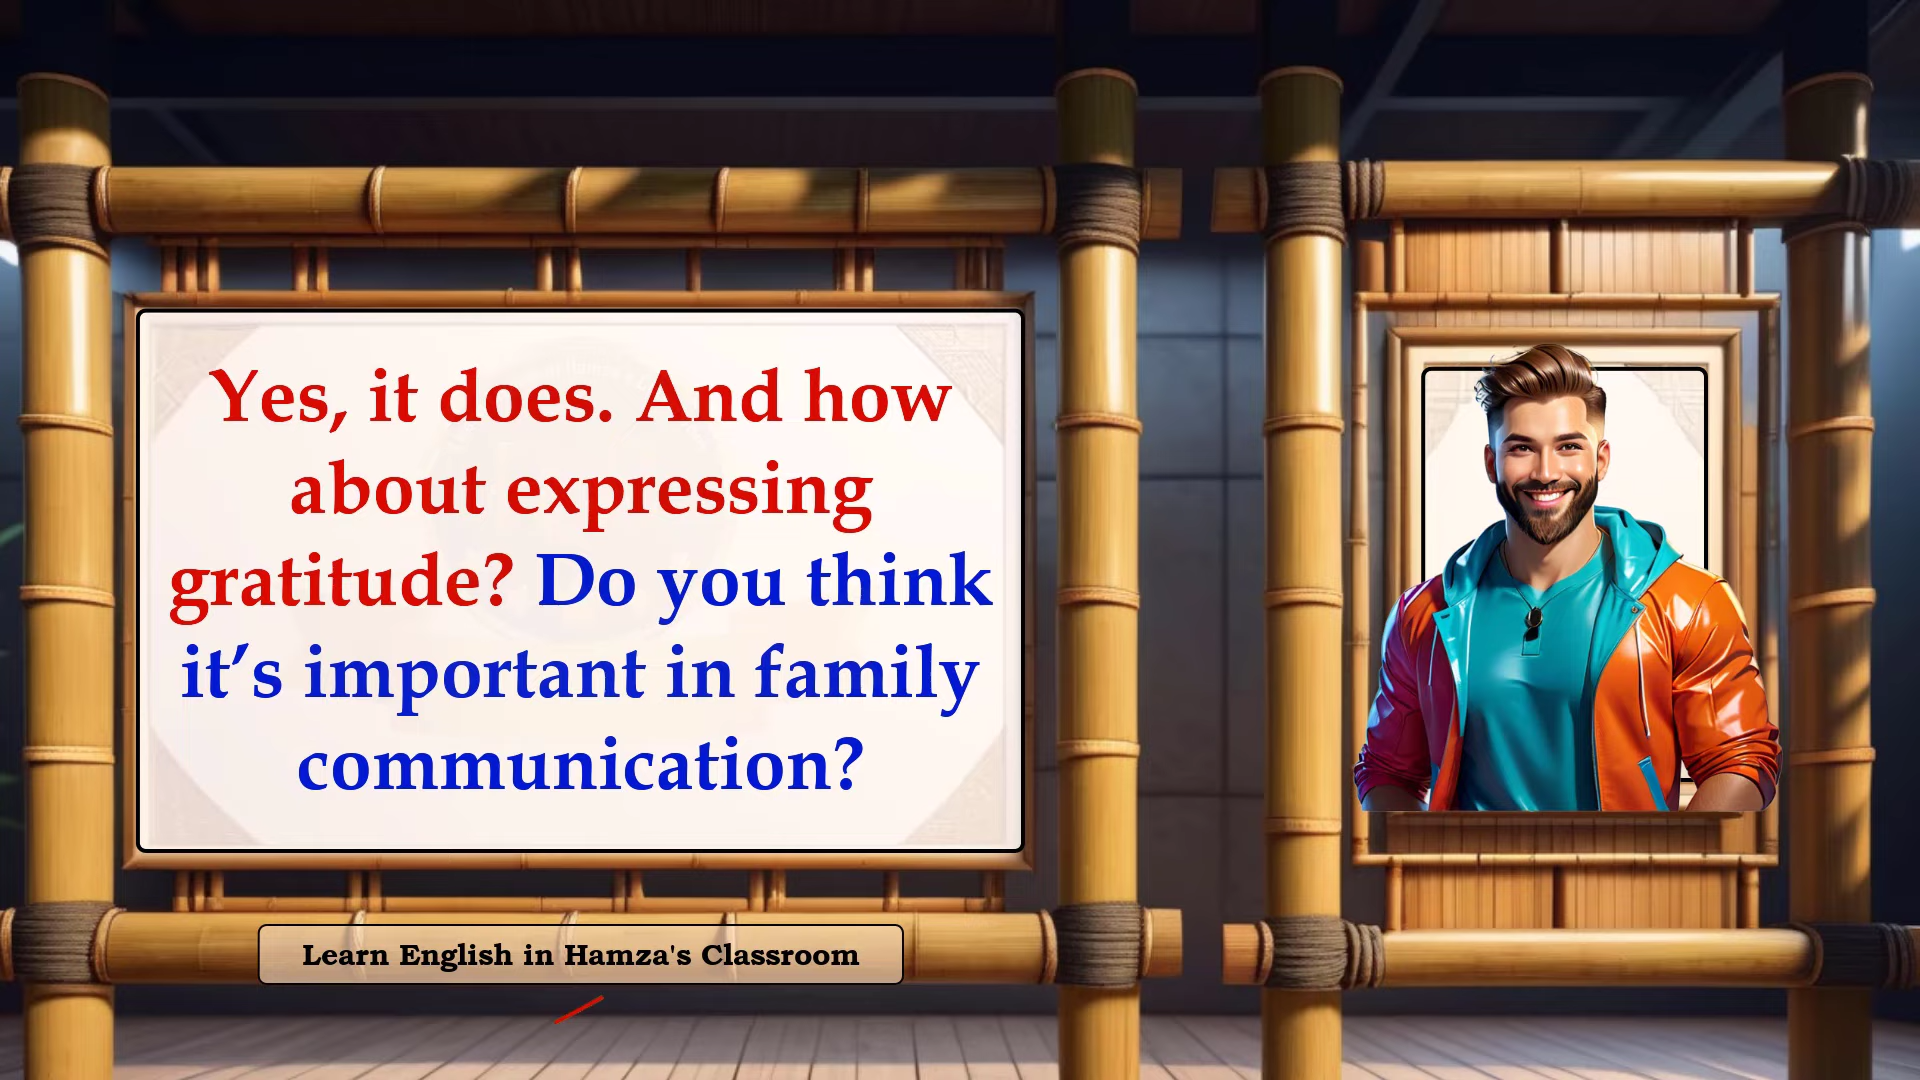 Yes, it does. And how
about expressing
gratitude? Do you think
it’s important in family
communication?
Learn English in Hamza's Classroom